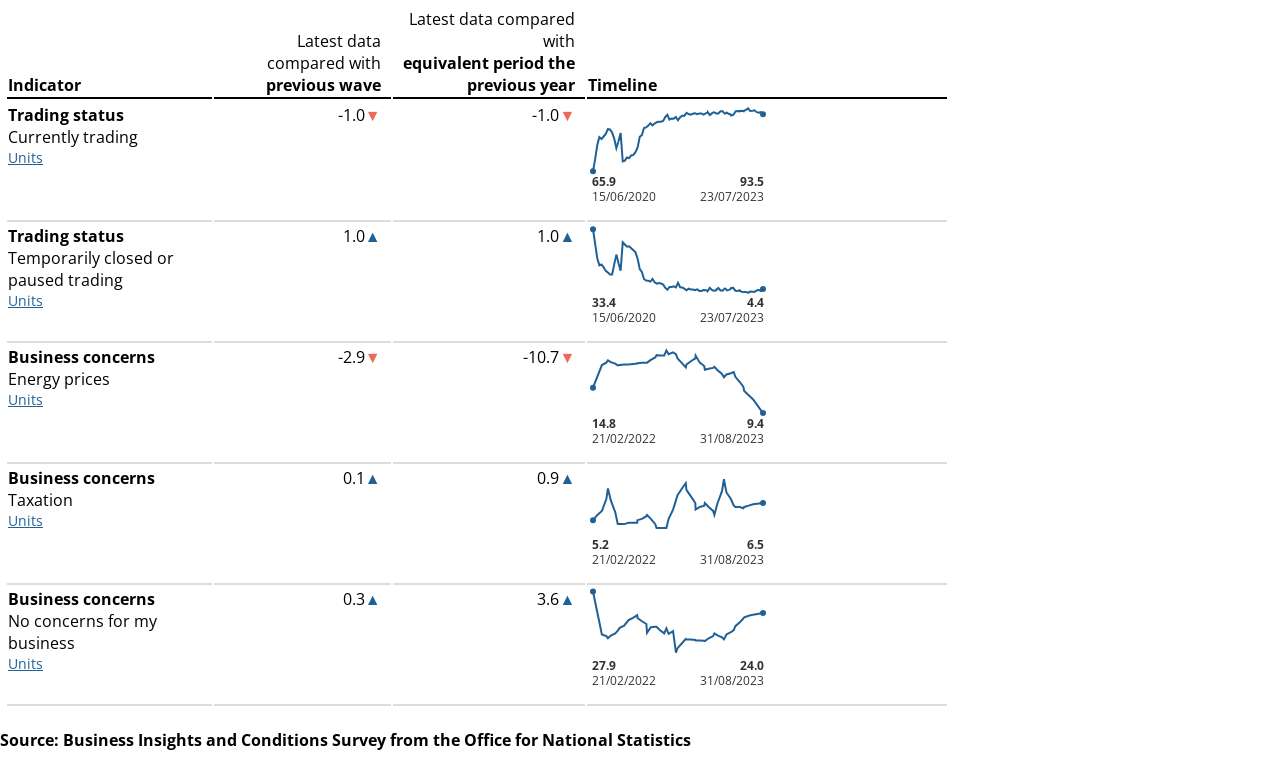 Latest data compared
Latest data with
compared with equivalent period the
Indicator previous wave previous year Timeline
Trading status -1.0▼ -1.0▼
Currently trading
Units
65.9 93.5
15/06/2020 23/07/2023
Trading status 1.0▲ 1.0▲
Temporarily closed or
paused trading
Units
33.4 4.4
15/06/2020 23/07/2023
Business concerns -2.9▼ -10.7▼
Energy prices
Units
14.8 9.4
21/02/2022 31/08/2023
Business concerns 0.1▲ 0.9▲
Taxation
Units
5.2 6.5
21/02/2022 31/08/2023
Business concerns 0.3▲ 3.6▲
No concerns for my
business
Units
27.9 24.0
21/02/2022 31/08/2023
Source: Business Insights and Conditions Survey from the Office for National Statistics